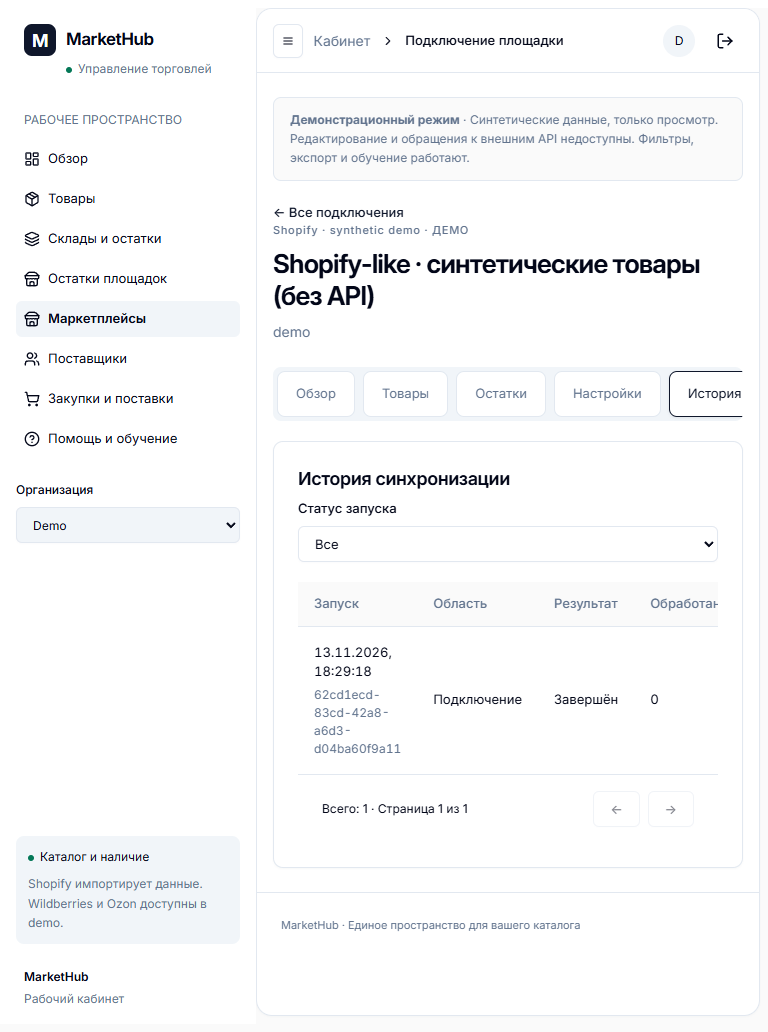 M MarketHub
Управление торговлей
РАБОЧЕЕ ПРОСТРАНСТВО
Обзор
Товары
Склады и остатки
Остатки площадок
Маркетплейсы
Поставщики
Закупки и поставки
Помощь и обучение
Организация
Demo
Каталог и наличие
Shopify импортирует данные.
Wildberries и Ozon доступны в
demo.
MarketHub
Рабочий кабинет
Кабинет > Подключение площадки
D
Демонстрационный режим · Синтетические данные, только просмотр.
Редактирование и обращения к внешним API недоступны. Фильтры,
экспорт и обучение работают.
← Все подключения
Shopify · synthetic demo · ДЕМО
Shopify-like · синтетические товары
(без API)
demo
Обзор Товары Остатки Настройки История
История синхронизации
Статус запуска
Все
Запуск Область Результат Обработан
13.11.2026,
18:29:18
62cd1ecd-
83cd-42a8-
a6d3-
d04ba60f9a11
Подключение Завершён 0
Всего: 1 · Страница 1 из 1
← →
MarketHub · Единое пространство для вашего каталога